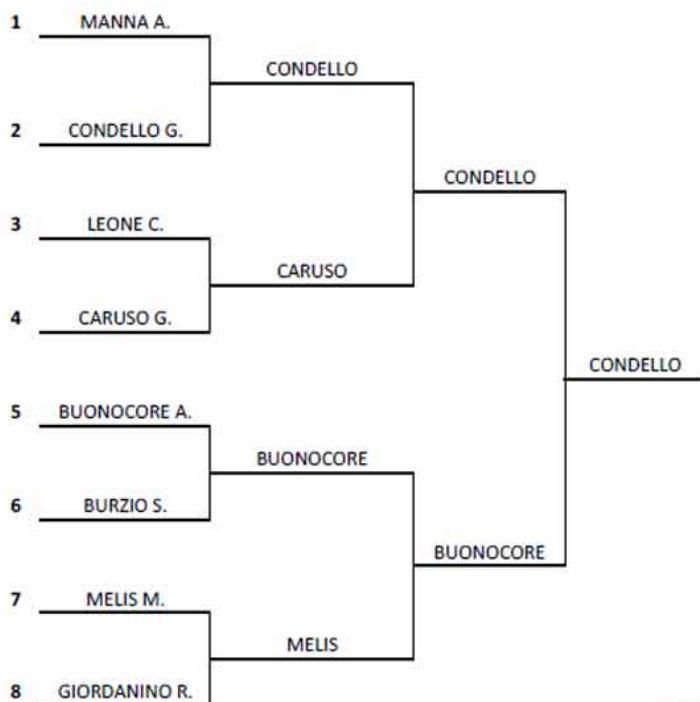 1 MANNA A.
CONDELLO
2 CONDELLO G.
CONDELLO
3 LEONE C.
CARUSO
4 CARUSO G.
CONDELLO
5 BUONOCORE A.
BUONOCORE
6 BURZIO S.
BUONOCORE
7 MELIS M.
MELIS
8 GIORDANINO R.